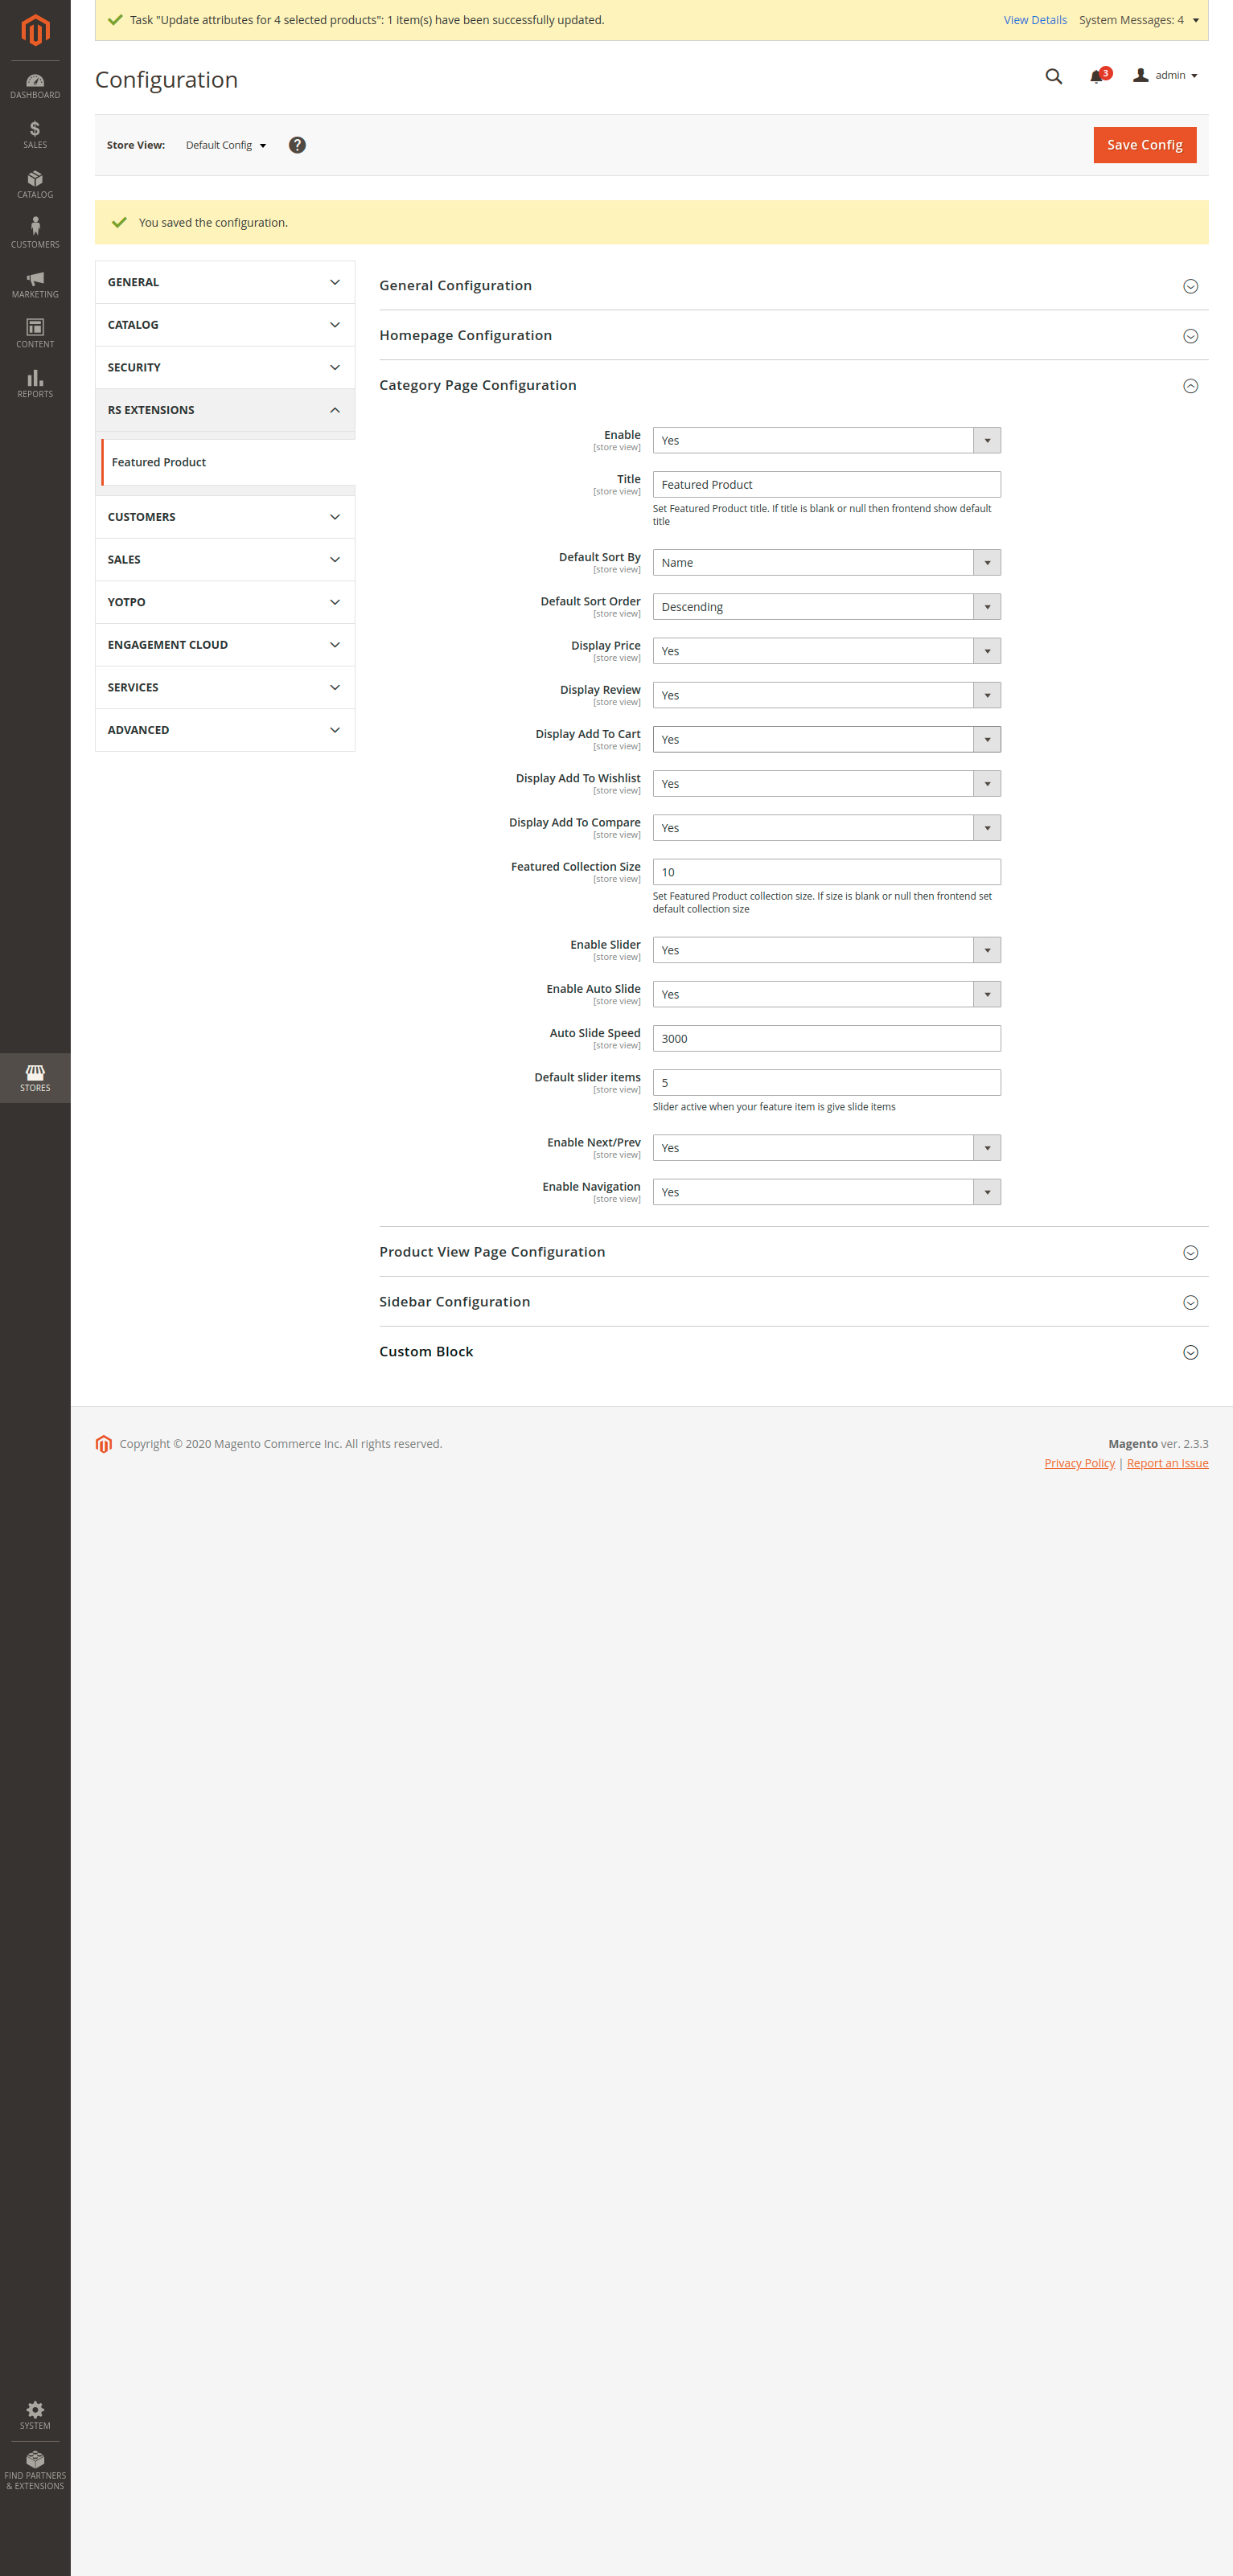 Task "Update attributes for 4 selected products": 1 item(s) have been successfully updated.
View Details
System Messages: 4
Configuration
3
admin
DASHBOARD
SALES
CATALOG
CUSTOMERS
MARKETING
CONTENT
REPORTS
STORES
SYSTEM
FIND PARTNERS
& EXTENSIONS
Store View:
Default Config
?
Save Config
You saved the configuration.
GENERAL
CATALOG
SECURITY
RS EXTENSIONS
Featured Product
CUSTOMERS
SALES
YOTPO
ENGAGEMENT CLOUD
SERVICES
ADVANCED
General Configuration
Homepage Configuration
Category Page Configuration
Enable
[store view]
Yes
Title
[store view]
Featured Product
Set Featured Product title. If title is blank or null then frontend show default
title
Default Sort By
[store view]
Name
Default Sort Order
[store view]
Descending
Display Price
[store view]
Yes
Display Review
[store view]
Yes
Display Add To Cart
[store view]
Yes
Display Add To Wishlist
[store view]
Yes
Display Add To Compare
[store view]
Yes
Featured Collection Size
[store view]
10
Set Featured Product collection size. If size is blank or null then frontend set
default collection size
Enable Slider
[store view]
Yes
Enable Auto Slide
[store view]
Yes
Auto Slide Speed
[store view]
3000
Default slider items
[store view]
5
Slider active when your feature item is give slide items
Enable Next/Prev
[store view]
Yes
Enable Navigation
[store view]
Yes
Product View Page Configuration
Sidebar Configuration
Custom Block
Copyright © 2020 Magento Commerce Inc. All rights reserved.
Magento ver. 2.3.3
Privacy Policy | Report an Issue